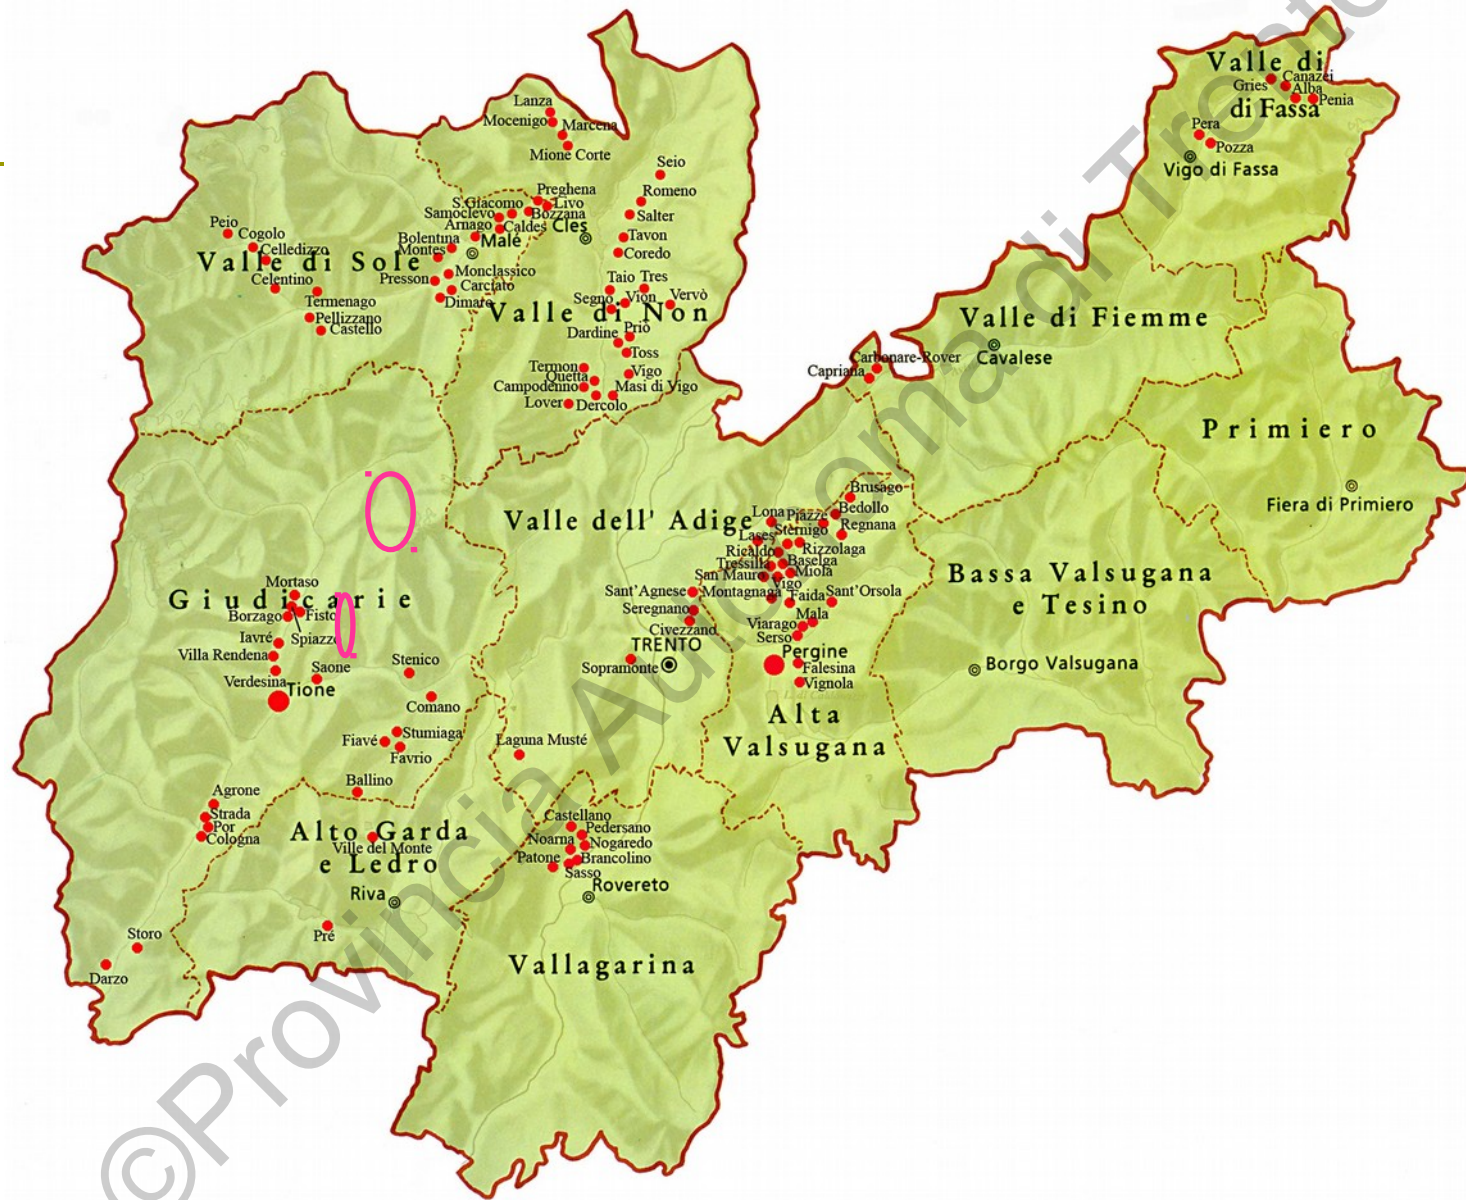 Valle di
di Fassa
Gries
Canazei
Alba
Penia
Pera
Pozza
Vigo di Fassa
Lanza
Mocenigo
Marcena
Mione Corte
Seio
Romeno
Salter
Tavon
Coredo
Preghena
Livo
S.Giacomo
Bozzana
Samoclevo
Caldes
Arnago
Cles
Malé
Bolentina
Montes
Peio
Cogolo
Celledizzo
Valle di Sole
Celentino
Termenago
Pellizzano
Castello
Presson
Monclassico
Carciato
Dimaro
Taio
Tres
Segno
Vion
Vervò
Valle di Non
Dardine
Priò
Toss
Termon
Quetta
Vigo
Campodenno
Masi di Vigo
Lover
Dercolo
Valle di Fiemme
Cavalese
Carbonare-Rover
Capriana
Primiero
Fiera di Primiero
Valle dell' Adige
Brusago
Lona
Piazze
Bedollo
Sternigo
Regnana
Lases
Ricaldo
Rizzolaga
Tressilla
Baselga
San Mauro
Miola
Vigo
Sant'Agnese
Montagnaga
Faida
Sant'Orsola
Seregnano
Mala
Civezzano
Viarago
Serso
TRENTO
Sopramonte
Pergine
Falesina
Vignola
Alta
Valsugana
Bassa Valsugana
e Tesino
Borgo Valsugana
Mortaso
Giudicarie
Borzago
Fisto
Spiazzo
Iavré
Villa Rendena
Saone
Verdesina
Tione
Stenico
Comano
Stumiaga
Fiavé
Favrio
Ballino
Laguna Musté
Agrone
Strada
Por
Cologna
Alto Garda
Ville del Monte
e Ledro
Riva
Pré
Storo
Darzo
Castellano
Pedersano
Noarna
Nogaredo
Patone
Brancolino
Sasso
Rovereto
Vallagarina
©Provincia Autonoma di Trento